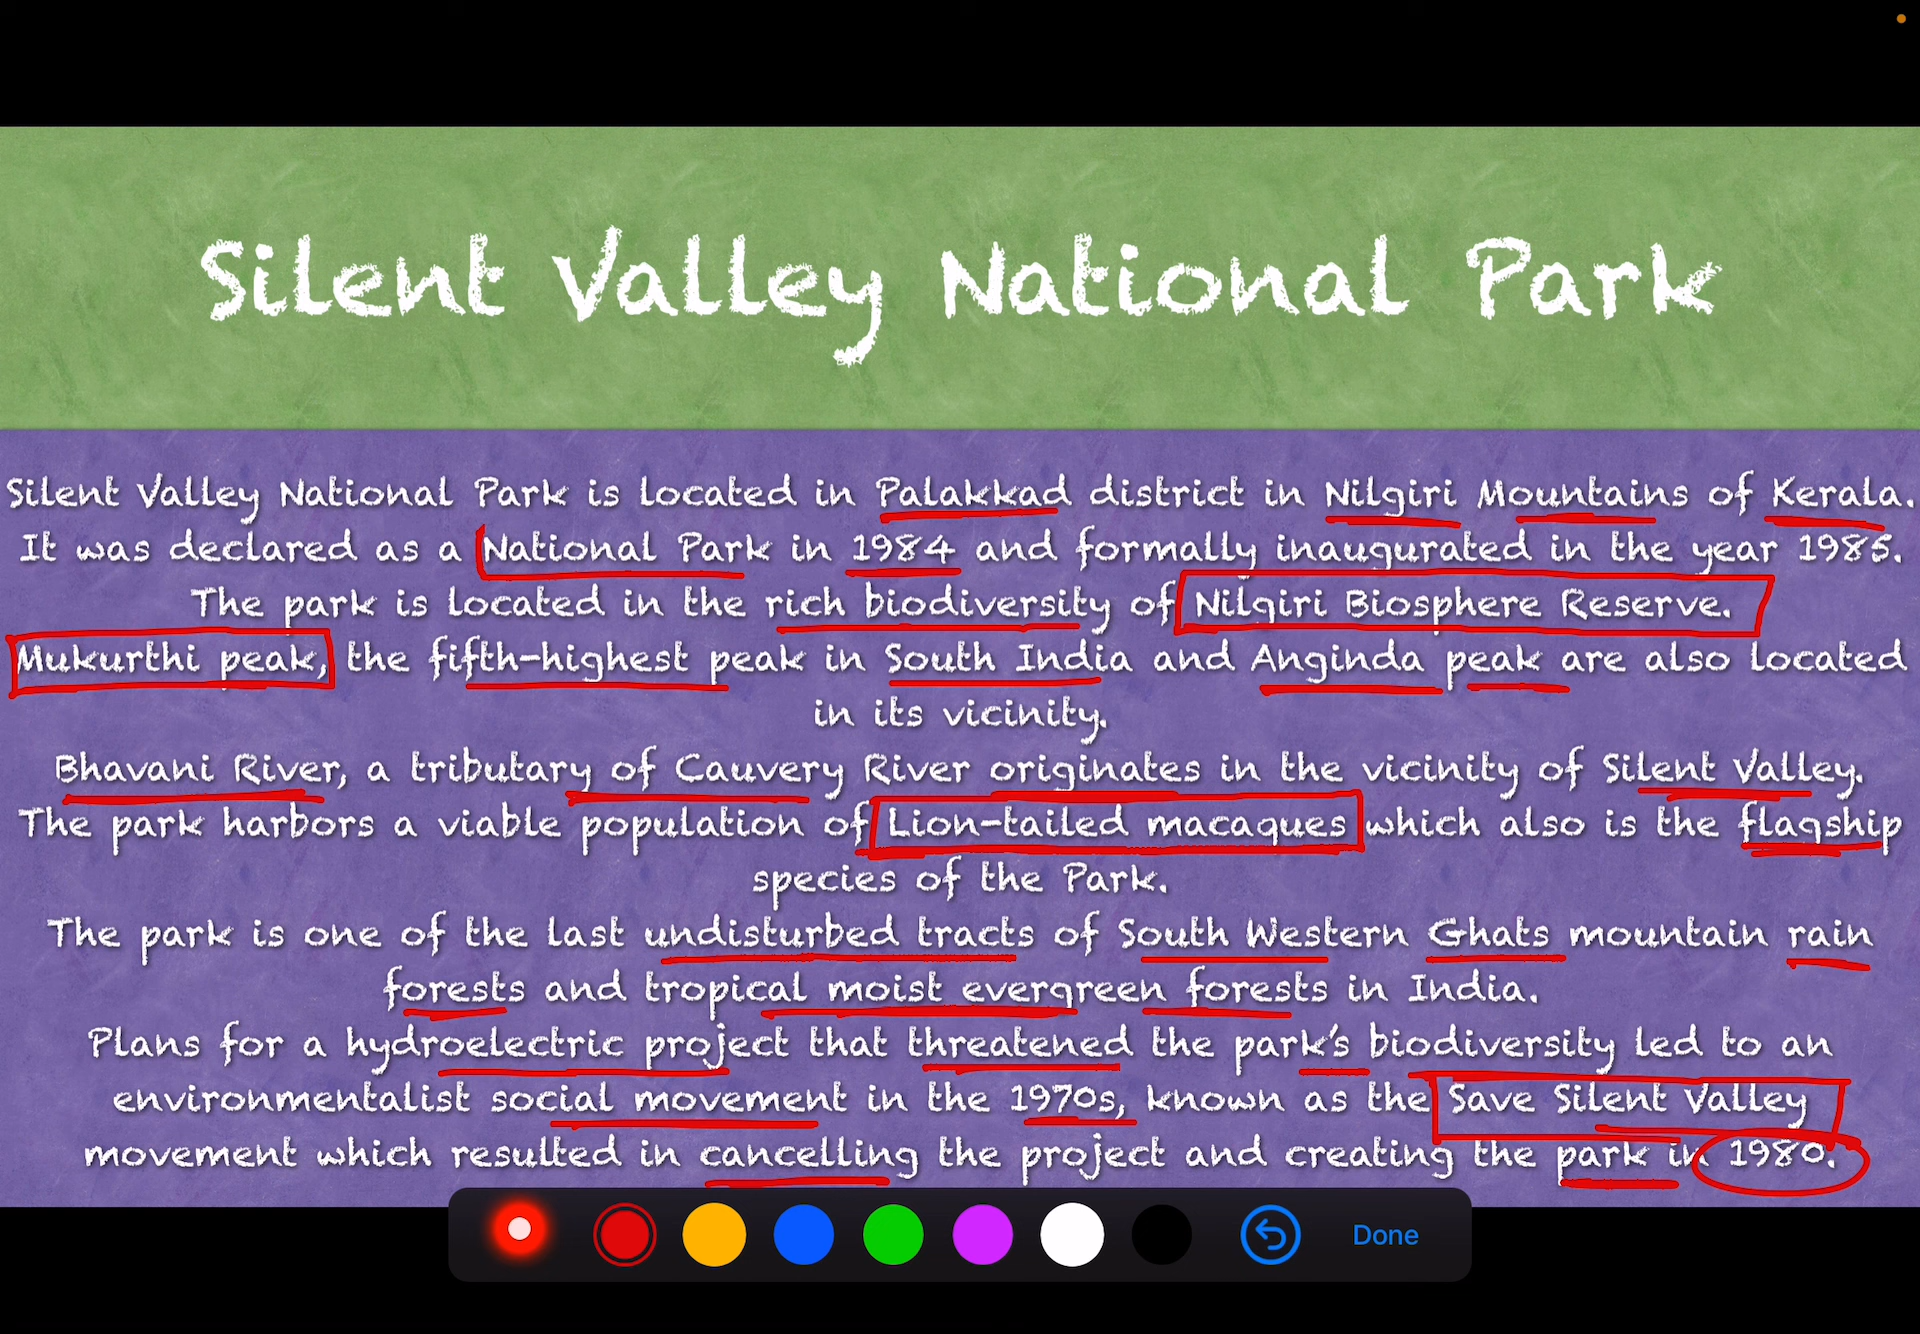 Silent Valley National Park
Silent Valley National Park is located in Palakkad district in Nilgiri Mountains of Kerala.
It was declared as a National Park in 1984 and formally inaugurated in the year 1985.
The park is located in the rich biodiversity of Nilgiri Biosphere Reserve.
Mukurthi peak, the fifth-highest peak in South India and Anginda peak are also located
in its vicinity.
Bhavani River, a tributary of Cauvery River originates in the vicinity of Silent Valley.
The park harbors a viable population of Lion-tailed macaques which also is the flagship
species of the Park.
The park is one of the last undisturbed tracts of South Western Ghats mountain rain
forests and tropical moist evergreen forests in India.
Plans for a hydroelectric project that threatened the park's biodiversity led to an
environmentalist social movement in the 1970s, known as the Save Silent Valley
movement which resulted in cancelling the project and creating the park in 1980.
Done